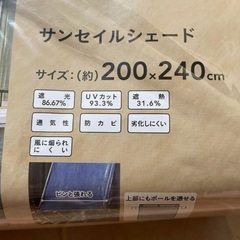 サンセイルシェード
サイズ:(約)200×240cm
遮光 UVカット 遮熱
86.67% 93.3% 31.6%
通気性 防カビ 劣化しにくい
風に煽られにくい
ピンと張れる
上部にもポールを通せる